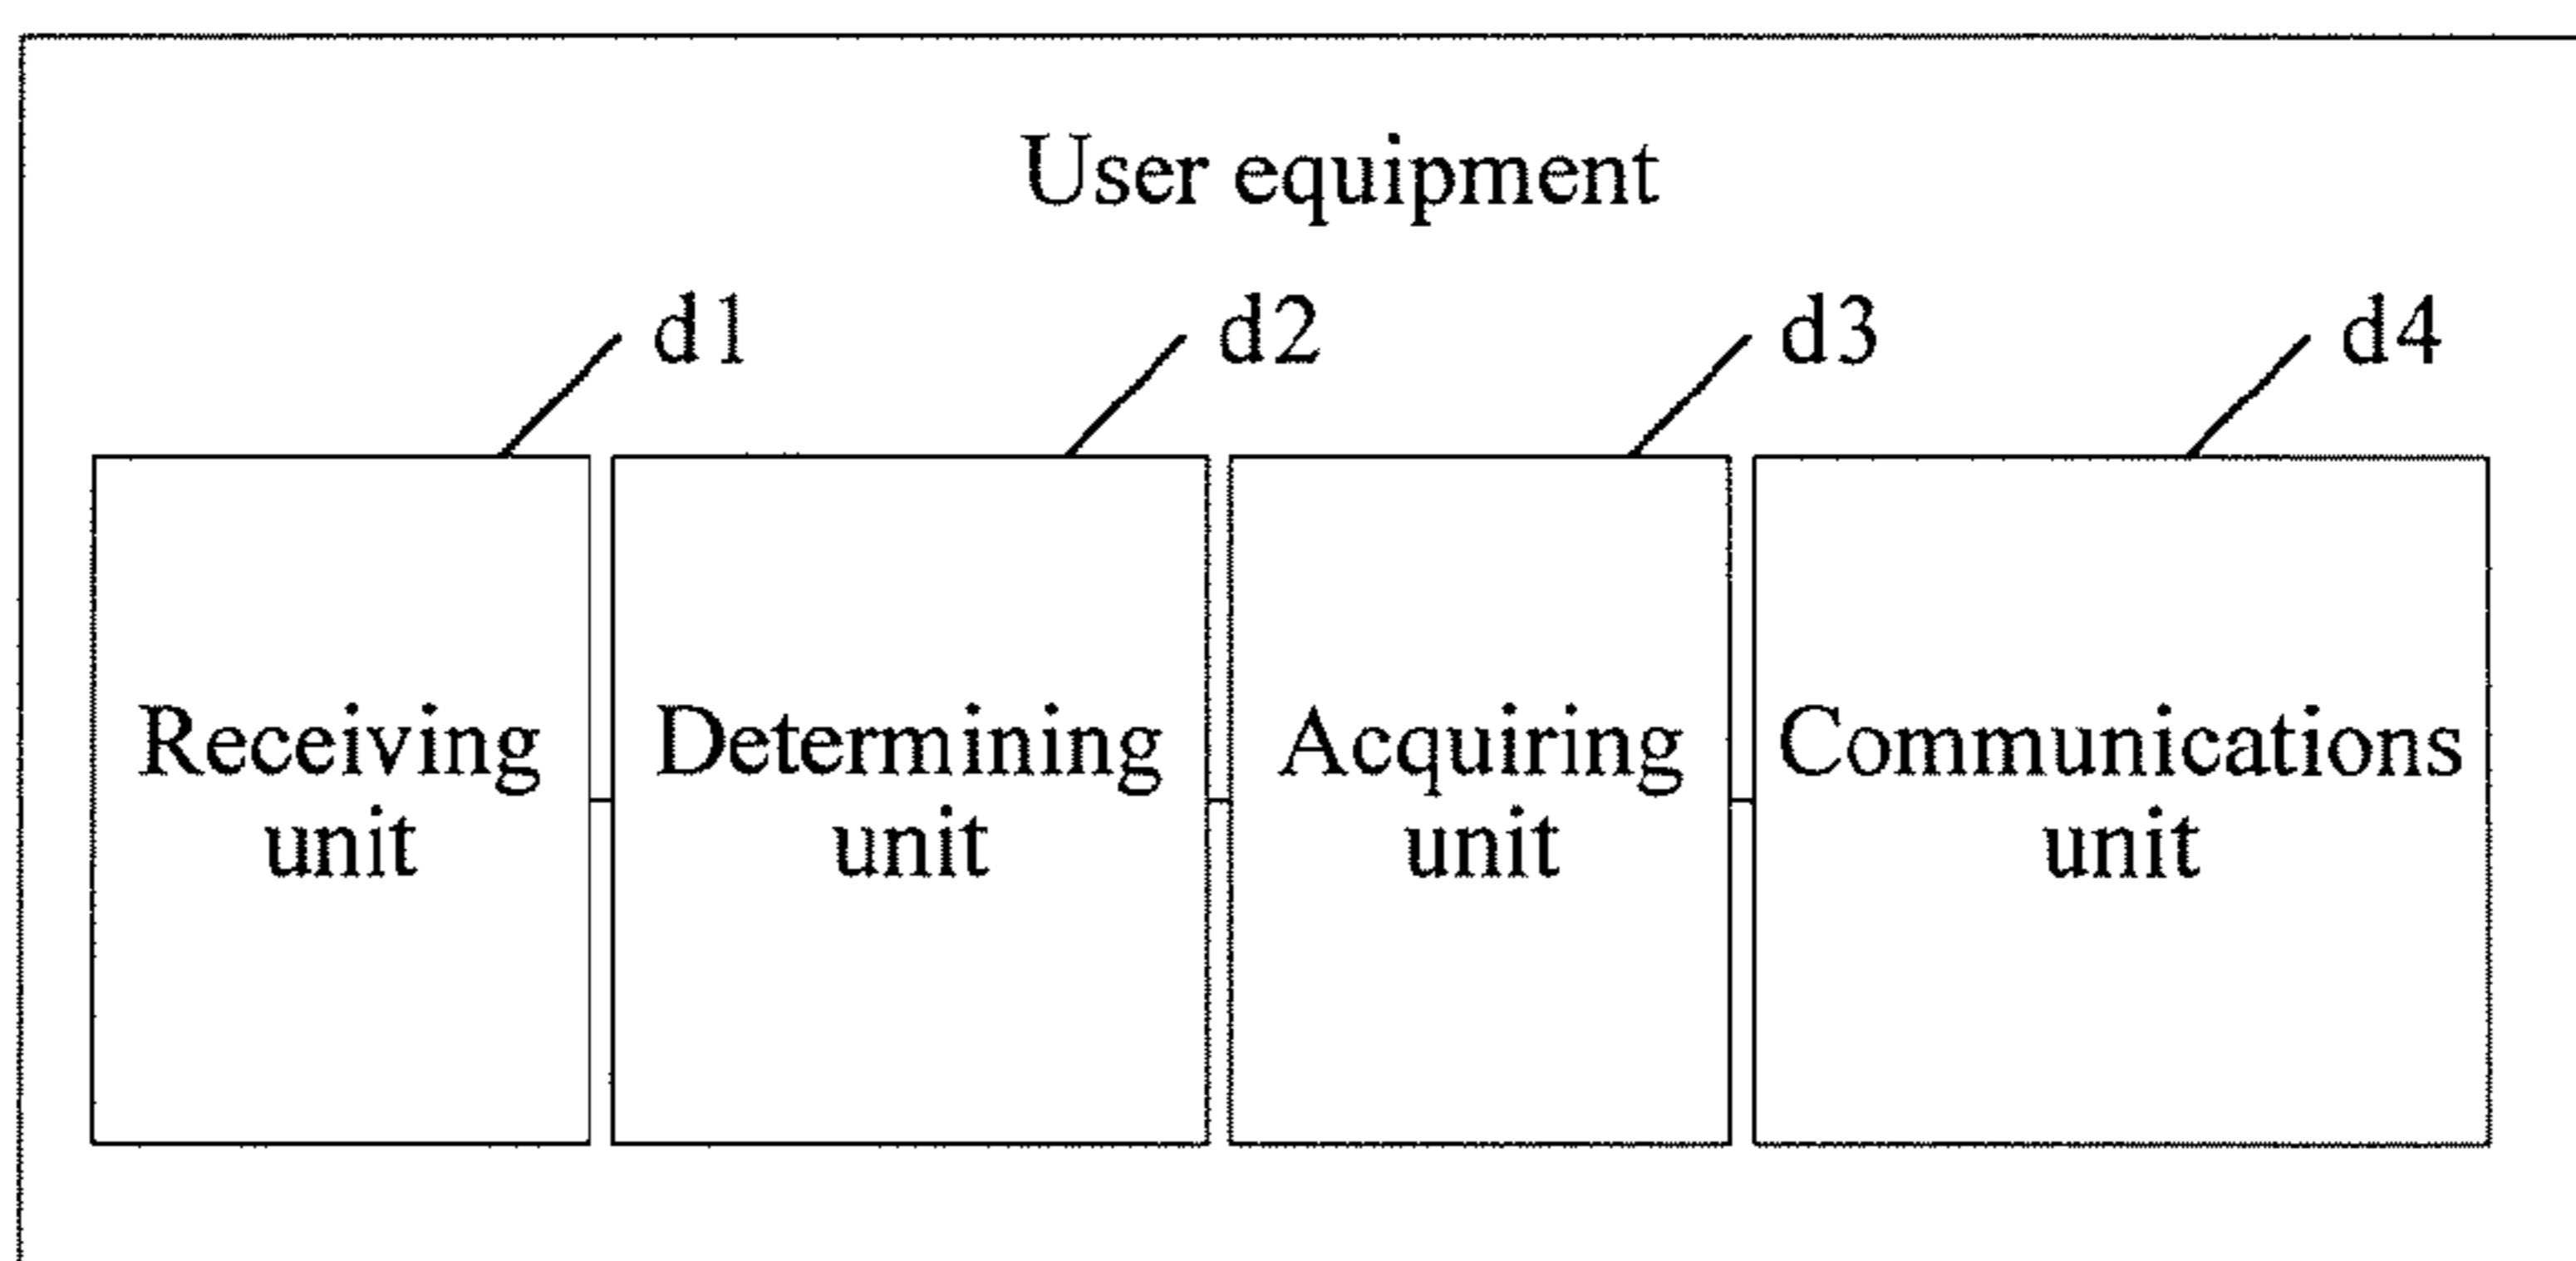 User equipment
d1
d2
d3
d4
Receiving
unit
Determining
unit
Acquiring
unit
Communications
unit